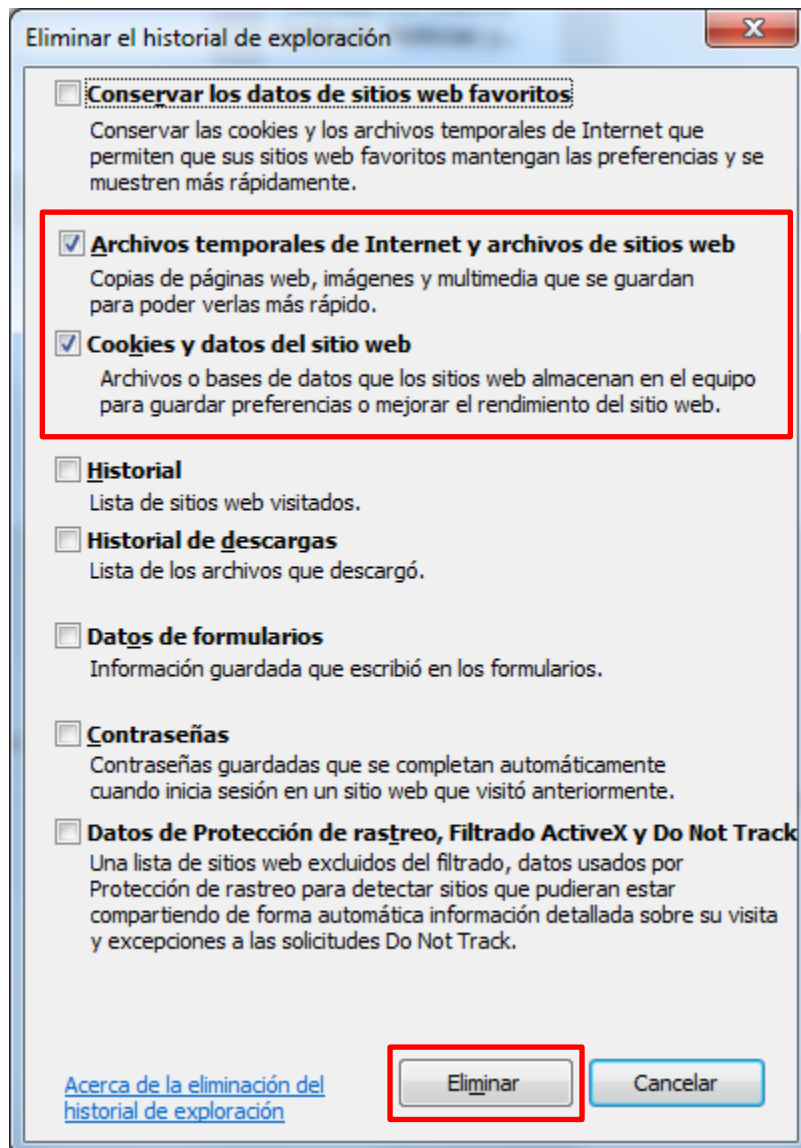 Eliminar el historial de exploración
Conservar los datos de sitios web favoritos
Conservar las cookies y los archivos temporales de Internet que
permiten que sus sitios web favoritos mantengan las preferencias y se
muestren más rápidamente.
Archivos temporales de Internet y archivos de sitios web
Copias de páginas web, imágenes y multimedia que se guardan
para poder verlas más rápido.
Cookies y datos del sitio web
Archivos o bases de datos que los sitios web almacenan en el equipo
para guardar preferencias o mejorar el rendimiento del sitio web.
Historial
Lista de sitios web visitados.
Historial de descargas
Lista de los archivos que descargó.
Datos de formularios
Información guardada que escribió en los formularios.
Contraseñas
Contraseñas guardadas que se completan automáticamente
cuando inicia sesión en un sitio web que visitó anteriormente.
Datos de Protección de rastreo, Filtrado ActiveX y Do Not Track
Una lista de sitios web excluidos del filtrado, datos usados por
Protección de rastreo para detectar sitios que pudieran estar
compartiendo de forma automática información detallada sobre su visita
y excepciones a las solicitudes Do Not Track.
Acerca de la eliminación del
historial de exploración
Eliminar
Cancelar